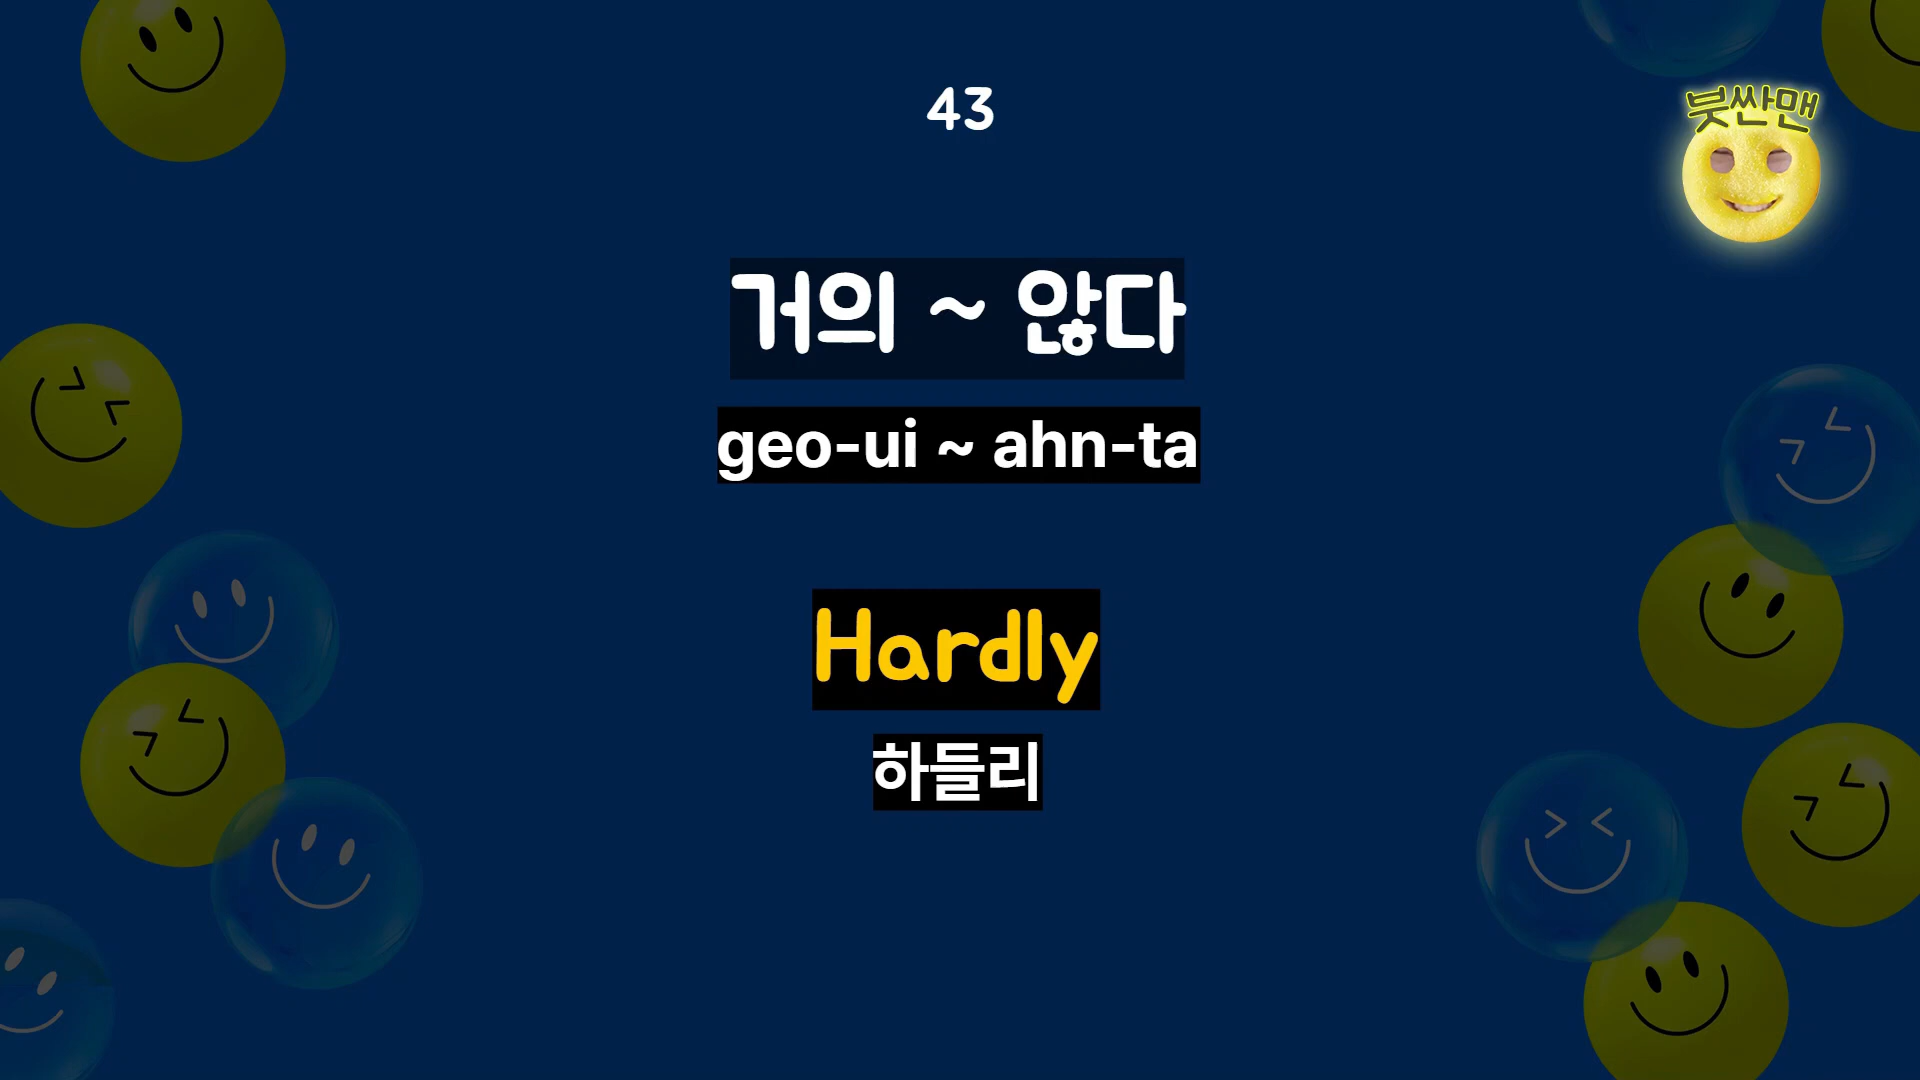 43
붓싼맨
거의 ~ 않다
geo-ui ~ ahn-ta
Hardly
하들리